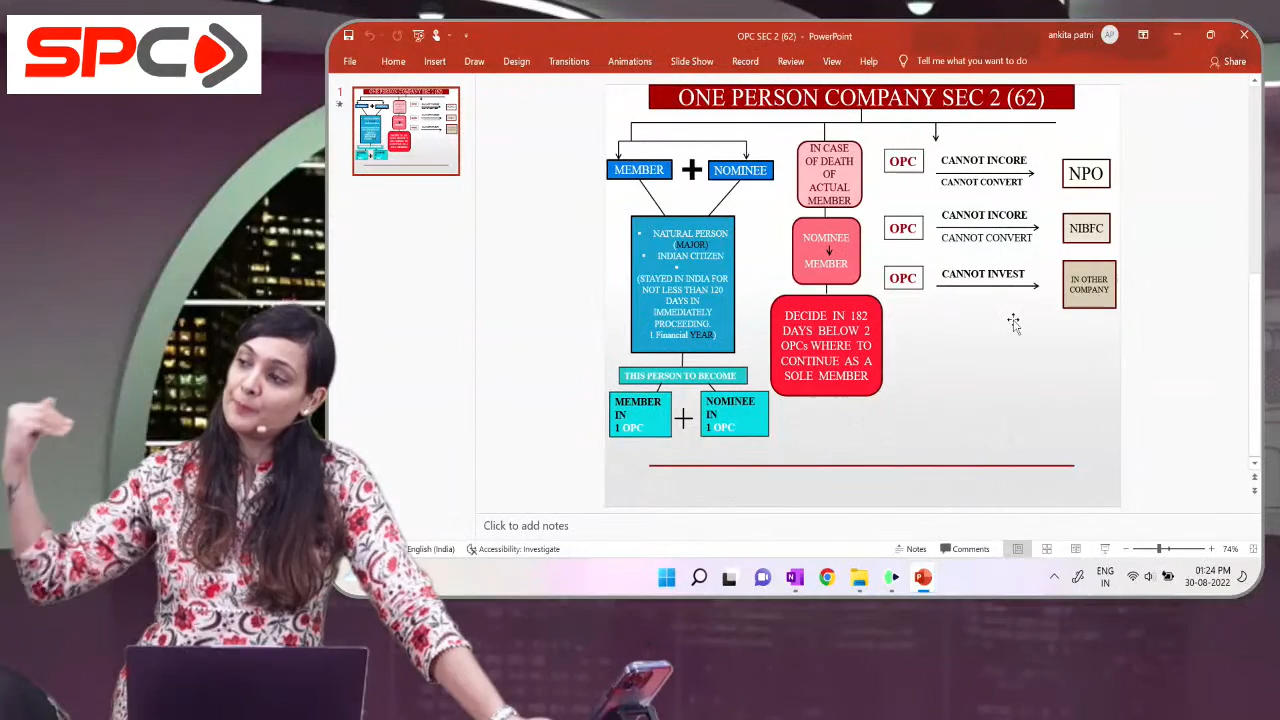 SPC
OPC SEC 2 (62) - PowerPoint
ankita patni
AP
File Home Insert Draw Design Transitions Animations Slide Show Record Review View Help Tell me what you want to do Share
1
ONE PERSON COMPANY SEC 2 (62)
MEMBER + NOMINEE
NATURAL PERSON
(MAJOR)
INDIAN CITIZEN
(STAYED IN INDIA FOR
NOT LESS THAN 120
DAYS IN
IMMEDIATELY
PROCEEDING.
1 Financial YEAR)
THIS PERSON TO BECOME
MEMBER
IN
1 OPC
+
NOMINEE
IN
1 OPC
IN CASE
OF DEATH
OF
ACTUAL
MEMBER
NOMINEE
MEMBER
DECIDE IN 182
DAYS BELOW 2
OPCs WHERE TO
CONTINUE AS A
SOLE MEMBER
OPC
CANNOT INCORE
CANNOT CONVERT
NPO
OPC
CANNOT INCORE
CANNOT CONVERT
NIBFC
OPC
CANNOT INVEST
IN OTHER
COMPANY
Click to add notes
English (India) Accessibility: Investigate Notes Comments 74%
ENG
IN
01:24 PM
30-08-2022